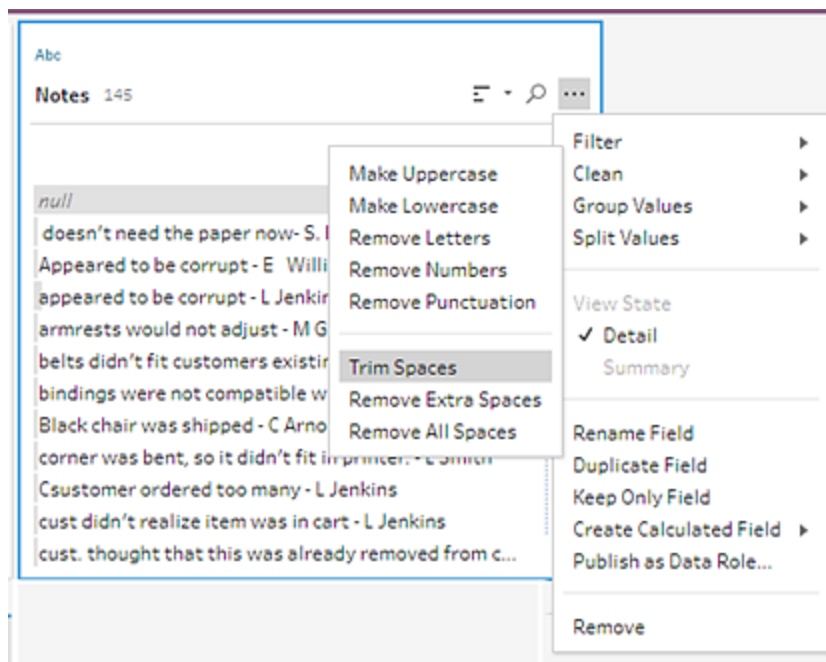 Abc
Notes 145
null
doesn't need the paper now- S.
Appeared to be corrupt - E Willi
appeared to be corrupt - L Jenkin
armrests would not adjust - M G
belts didn't fit customers existin
bindings were not compatible w
Black chair was shipped - C Arno
corner was bent, so it didn't fit in printer. - L Smith
Csustomer ordered too many - L Jenkins
cust didn't realize item was in cart - L Jenkins
cust. thought that this was already removed from c...
Make Uppercase
Make Lowercase
Remove Letters
Remove Numbers
Remove Punctuation
Trim Spaces
Remove Extra Spaces
Remove All Spaces
Filter
Clean
Group Values
Split Values
View State
✓ Detail
Summary
Rename Field
Duplicate Field
Keep Only Field
Create Calculated Field
Publish as Data Role...
Remove